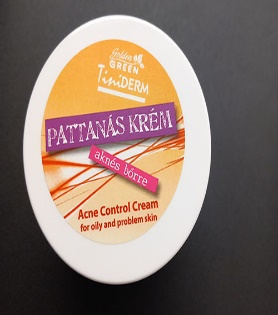 Golden
GREEN
TiniDERM
PATTANÁS KRÉM
aknés bőrre
Acne Control Cream
for oily and problem skin